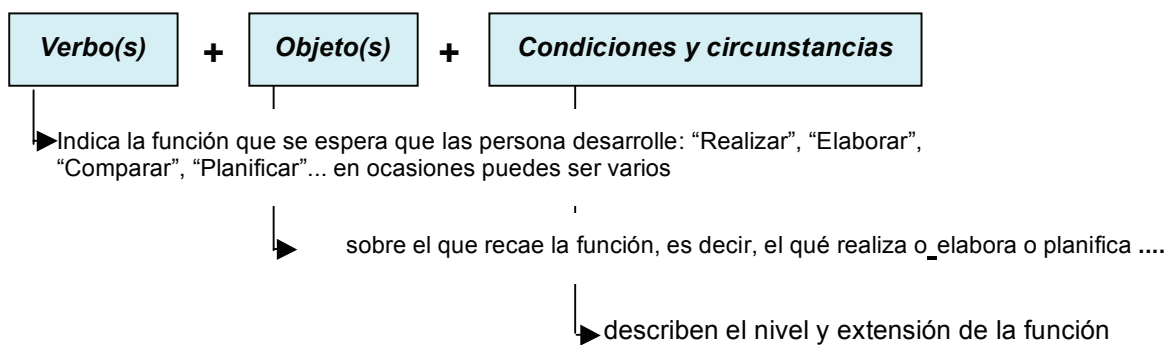 Verbo(s) + Objeto(s) + Condiciones y circunstancias
Indica la función que se espera que las persona desarrolle: “Realizar”, “Elaborar”,
“Comparar”, “Planificar”... en ocasiones puedes ser varios
sobre el que recae la función, es decir, el qué realiza o_elabora o planifica ....
describen el nivel y extensión de la función